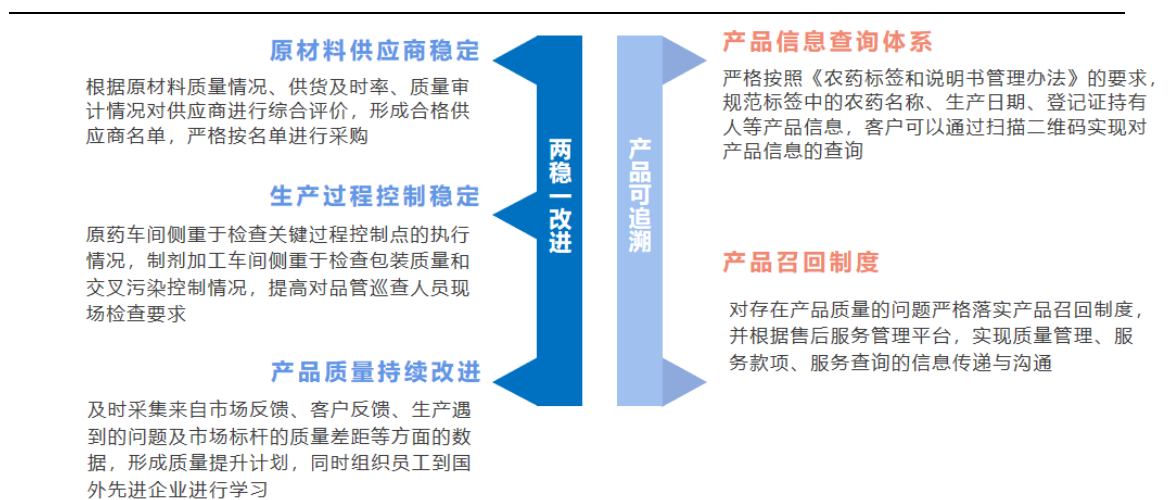 原材料供应商稳定
根据原材料质量情况、供货及时率、质量审
计情况对供应商进行综合评价，形成合格供
应商名单，严格按名单进行采购
生产过程控制稳定
原药车间侧重于检查关键过程控制点的执行
情况，制剂加工车间侧重于检查包装质量和
交叉污染控制情况，提高对品管巡查人员现
场检查要求
产品质量持续改进
及时采集来自市场反馈、客户反馈、生产遇
到的问题及市场标杆的质量差距等方面的数
据，形成质量提升计划，同时组织员工到国
外先进企业进行学习
两稳一改进
产品可追溯
产品信息查询体系
严格按照《农药标签和说明书管理办法》的要求，
规范标签中的农药名称、生产日期、登记证持有
人等产品信息，客户可以通过扫描二维码实现对
产品信息的查询
产品召回制度
对存在产品质量的问题严格落实产品召回制度，
并根据售后服务管理平台，实现质量管理、服
务款项、服务查询的信息传递与沟通